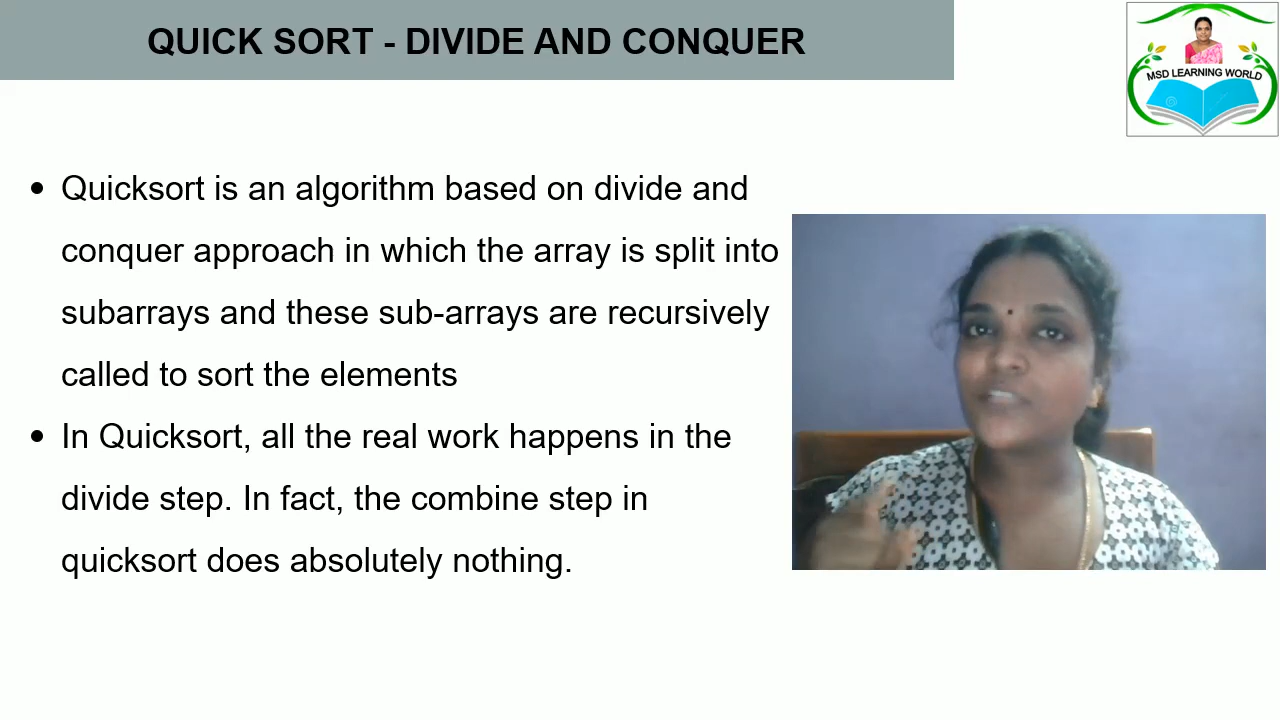 QUICK SORT - DIVIDE AND CONQUER
MSD LEARNING WORLD
• Quicksort is an algorithm based on divide and
conquer approach in which the array is split into
subarrays and these sub-arrays are recursively
called to sort the elements
• In Quicksort, all the real work happens in the
divide step. In fact, the combine step in
quicksort does absolutely nothing.